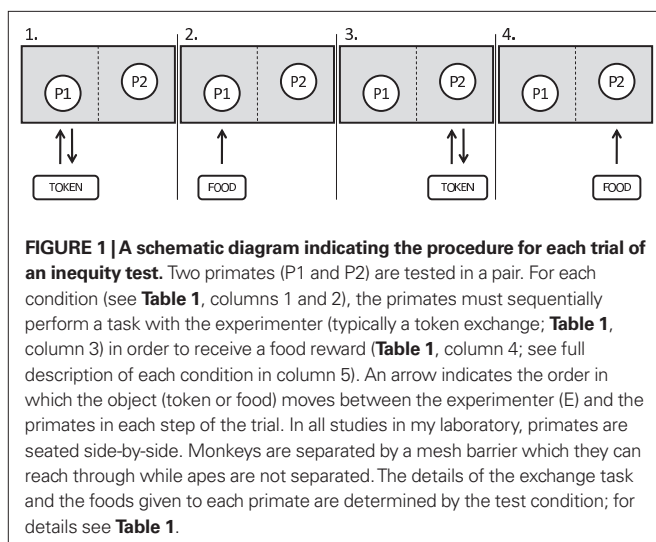 1. 2. 3. 4.
P1 P2 P1 P2 P1 P2 P1 P2
TOKEN FOOD TOKEN FOOD
FIGURE 1 | A schematic diagram indicating the procedure for each trial of
an inequity test. Two primates (P1 and P2) are tested in a pair. For each
condition (see Table 1, columns 1 and 2), the primates must sequentially
perform a task with the experimenter (typically a token exchange; Table 1,
column 3) in order to receive a food reward (Table 1, column 4; see full
description of each condition in column 5). An arrow indicates the order in
which the object (token or food) moves between the experimenter (E) and the
primates in each step of the trial. In all studies in my laboratory, primates are
seated side-by-side. Monkeys are separated by a mesh barrier which they can
reach through while apes are not separated. The details of the exchange task
and the foods given to each primate are determined by the test condition; for
details see Table 1.